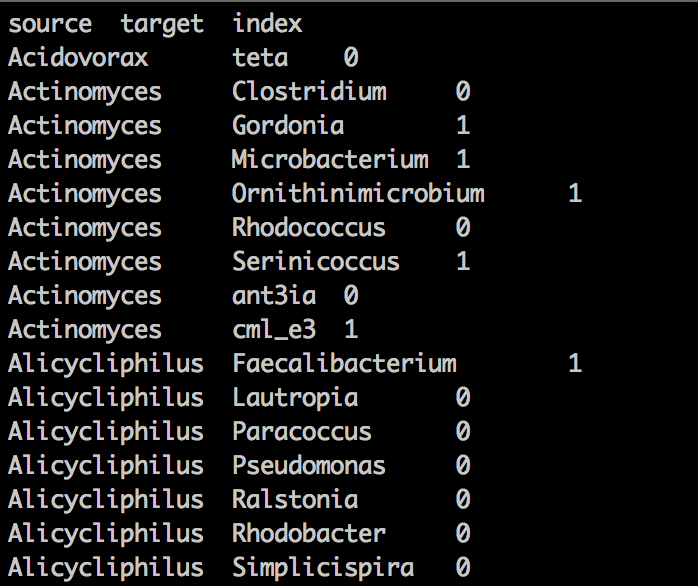 source target index
Acidovorax teta 0
Actinomyces Clostridium 0
Actinomyces Gordonia 1
Actinomyces Microbacterium 1
Actinomyces Ornithinimicrobium 1
Actinomyces Rhodococcus 0
Actinomyces Serinicoccus 1
Actinomyces ant3ia 0
Actinomyces cml_e3 1
Alicycliphilus Faecalibacterium 1
Alicycliphilus Lautropia 0
Alicycliphilus Paracoccus 0
Alicycliphilus Pseudomonas 0
Alicycliphilus Ralstonia 0
Alicycliphilus Rhodobacter 0
Alicycliphilus Simplicispira 0